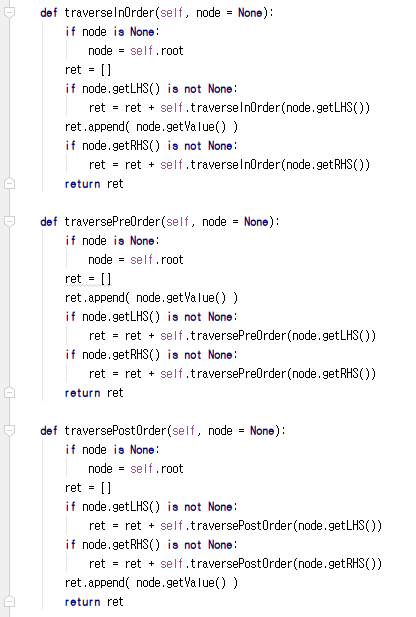 def traverseInOrder(self, node = None):
    if node is None:
        node = self.root
    ret = []
    if node.getLHS() is not None:
        ret = ret + self.traverseInOrder(node.getLHS())
    ret.append( node.getValue() )
    if node.getRHS() is not None:
        ret = ret + self.traverseInOrder(node.getRHS())
    return ret

def traversePreOrder(self, node = None):
    if node is None:
        node = self.root
    ret = []
    ret.append( node.getValue() )
    if node.getLHS() is not None:
        ret = ret + self.traversePreOrder(node.getLHS())
    if node.getRHS() is not None:
        ret = ret + self.traversePreOrder(node.getRHS())
    return ret

def traversePostOrder(self, node = None):
    if node is None:
        node = self.root
    ret = []
    if node.getLHS() is not None:
        ret = ret + self.traversePostOrder(node.getLHS())
    if node.getRHS() is not None:
        ret = ret + self.traversePostOrder(node.getRHS())
    ret.append( node.getValue() )
    return ret